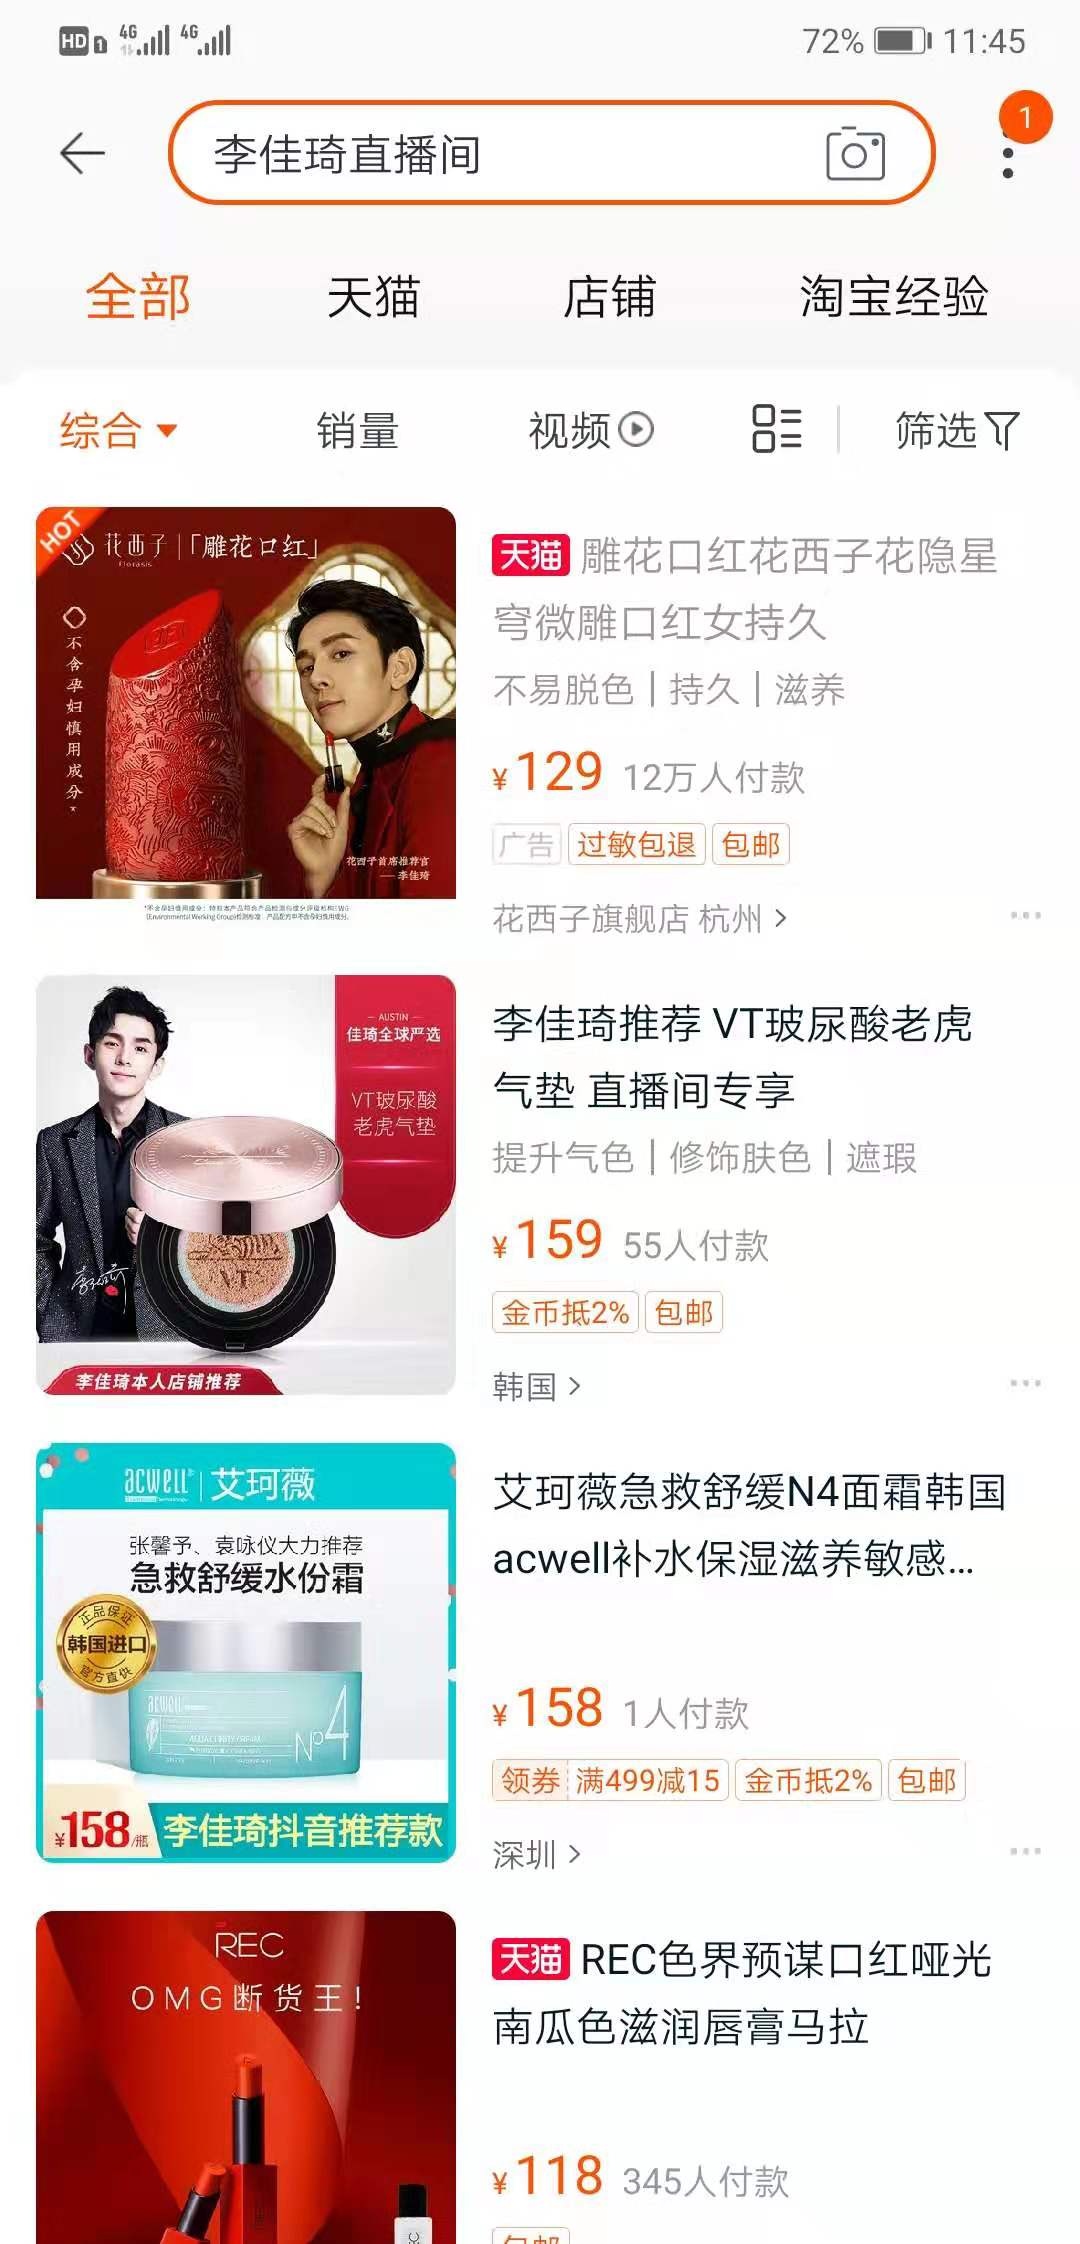 HD 1 4G 4G 72% 11:45
李佳琦直播间
1
全部 天猫 店铺 淘宝经验
综合 销量 视频 筛选
HOT
花西子|「雕花口红」
Florasis
不含孕妇慎用成分*
花西子首席推荐官
——李佳琦
天猫 雕花口红花西子花隐星
穹微雕口红女持久
不易脱色|持久|滋养
¥129 12万人付款
广告 过敏包退 包邮
花西子旗舰店 杭州 >
— AUSTIN —
佳琦全球严选
VT玻尿酸
老虎气垫
VT
李佳琦本人店铺推荐
李佳琦推荐 VT玻尿酸老虎
气垫 直播间专享
提升气色|修饰肤色|遮瑕
¥159 55人付款
金币抵2% 包邮
韩国 >
acwell|艾珂薇
张馨予、袁咏仪大力推荐
急救舒缓水份霜
正品保证
韩国进口
官方直供
acwell
Nº4
¥158/瓶 李佳琦抖音推荐款
艾珂薇急救舒缓N4面霜韩国
acwell补水保湿滋养敏感...
¥158 1人付款
领券 满499减15 金币抵2% 包邮
深圳 >
REC
OMG断货王!
天猫 REC色界预谋口红哑光
南瓜色滋润唇膏马拉
¥118 345人付款
包邮